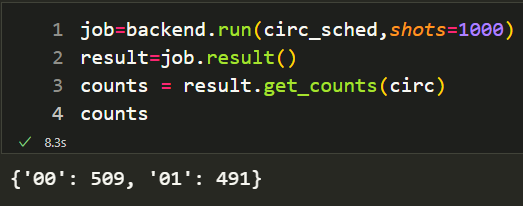 1 job=backend.run(circ_sched,shots=1000)
2 result=job.result()
3 counts = result.get_counts(circ)
4 counts
8.3s
{'00': 509, '01': 491}